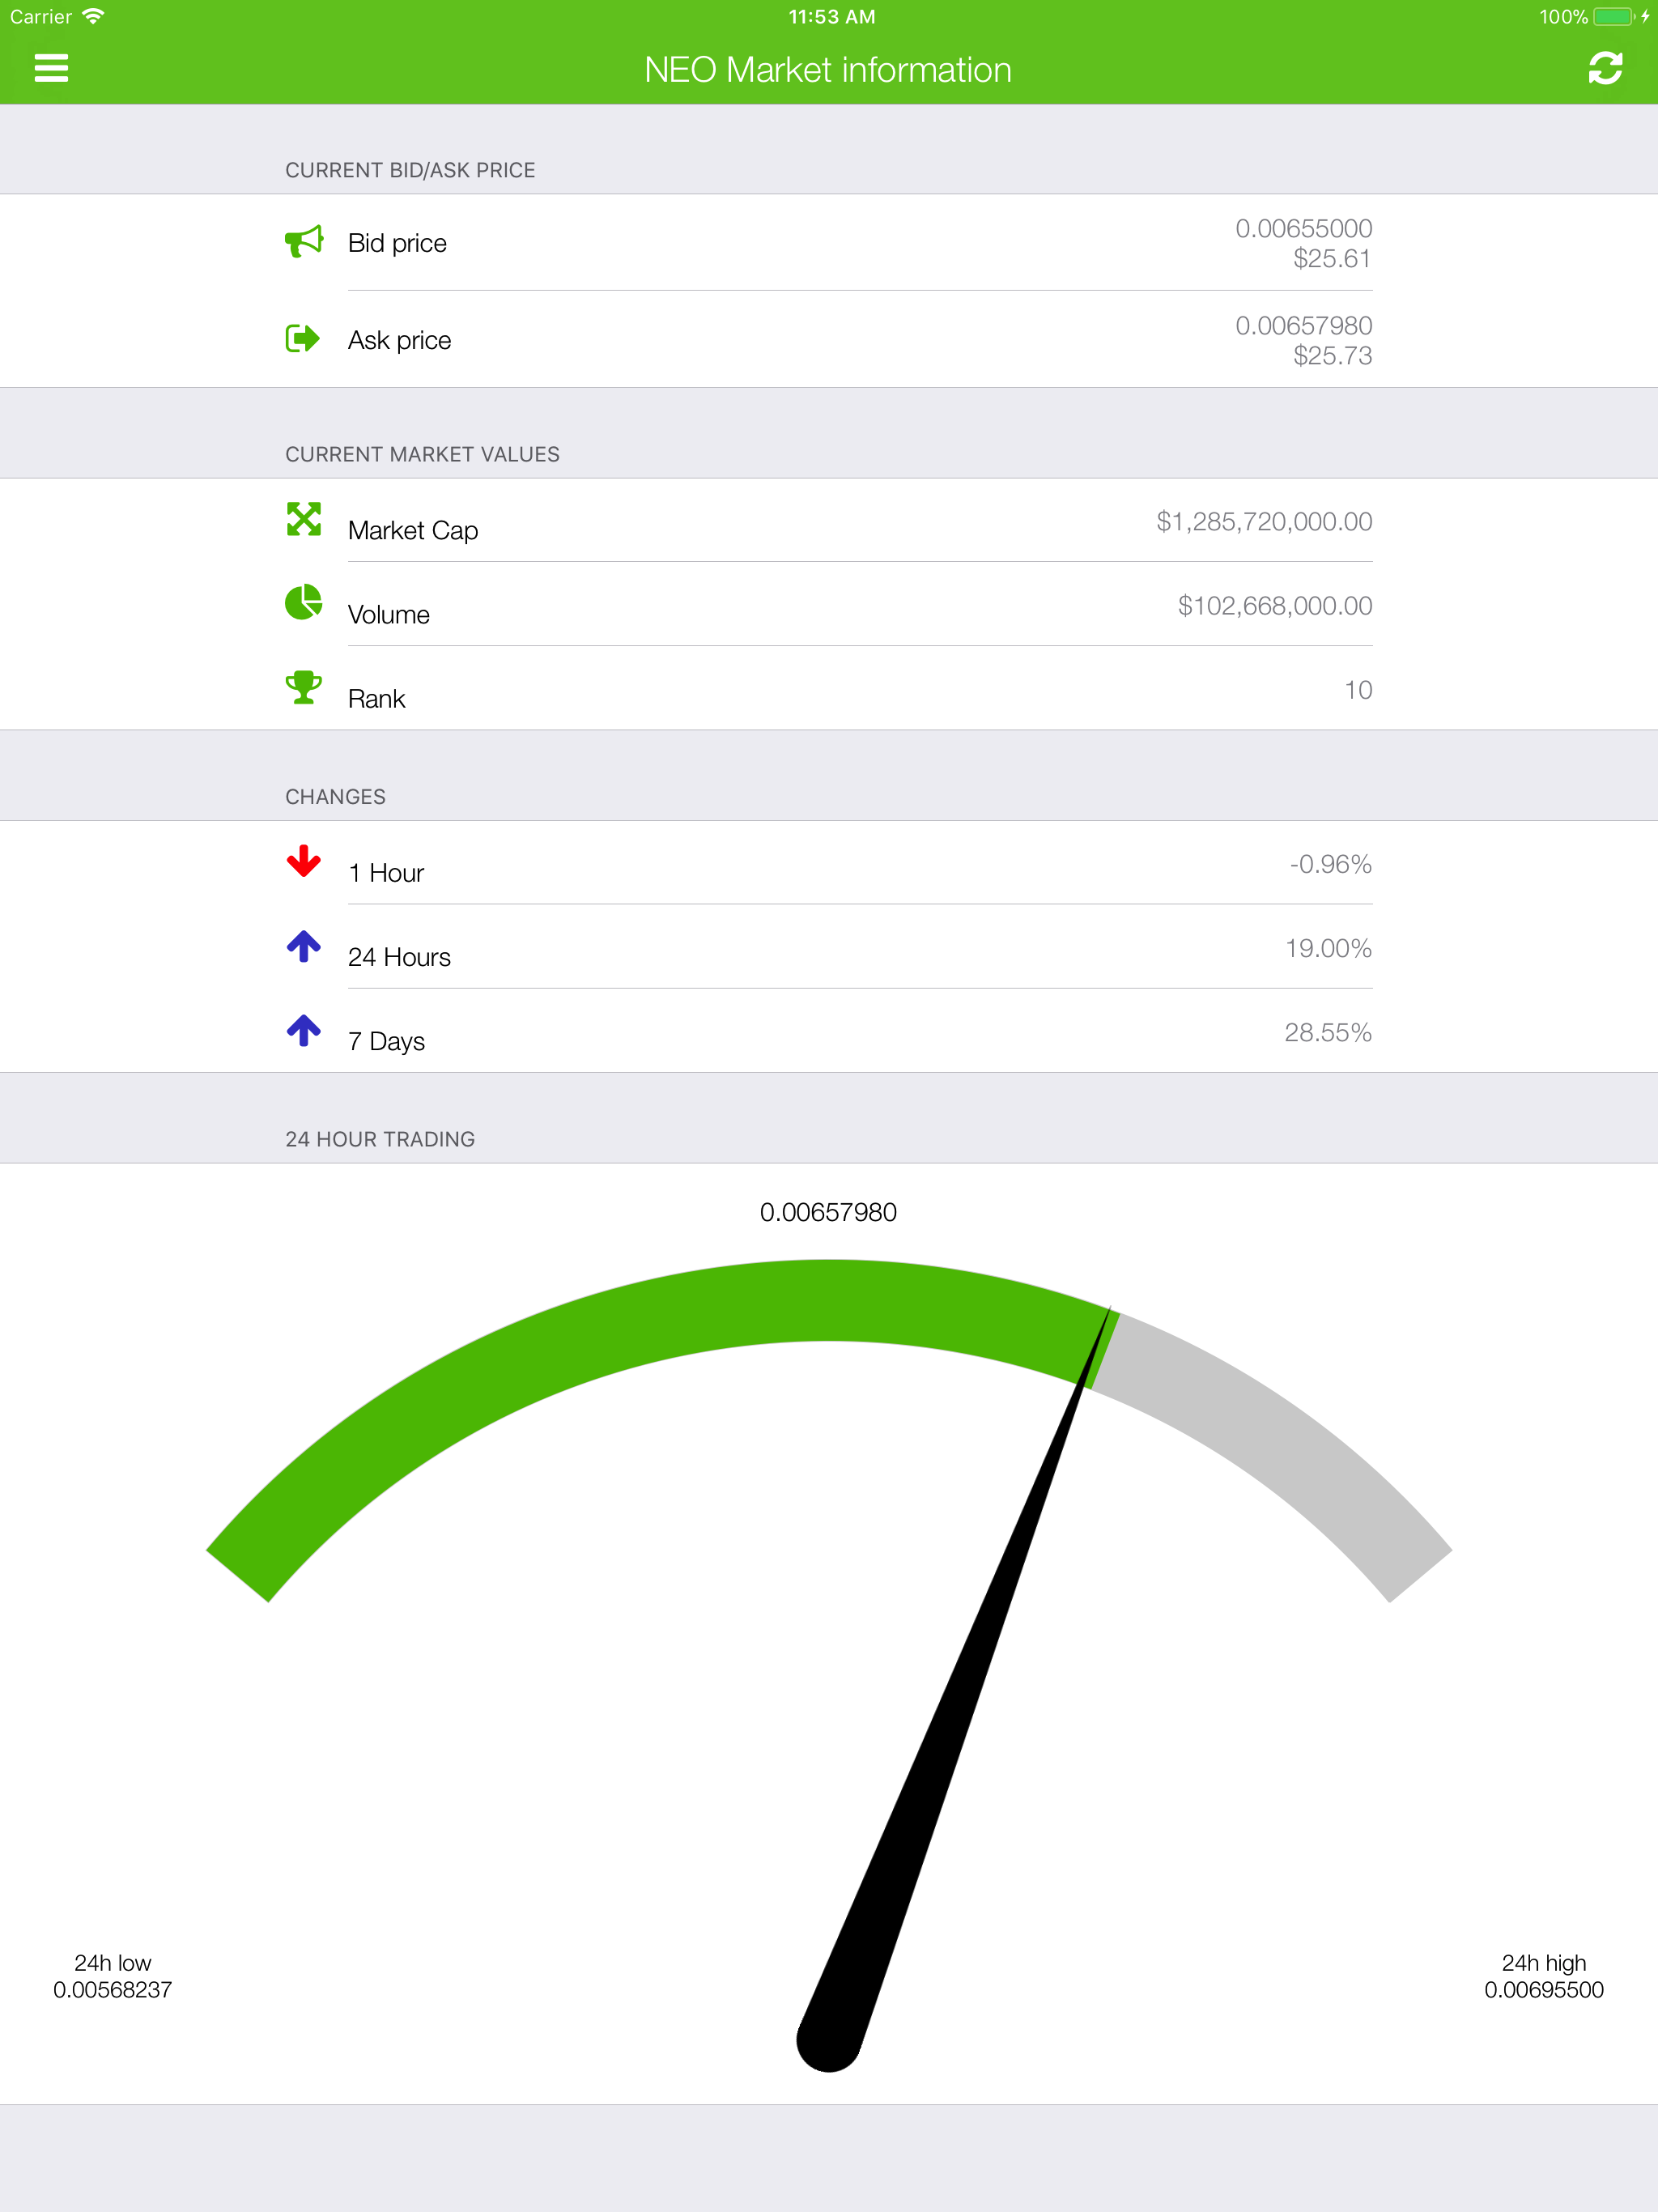 Carrier 11:53 AM 100%
NEO Market information
CURRENT BID/ASK PRICE
Bid price 0.00655000
$25.61
Ask price 0.00657980
$25.73
CURRENT MARKET VALUES
Market Cap $1,285,720,000.00
Volume $102,668,000.00
Rank 10
CHANGES
1 Hour -0.96%
24 Hours 19.00%
7 Days 28.55%
24 HOUR TRADING
0.00657980
24h low 24h high
0.00568237 0.00695500